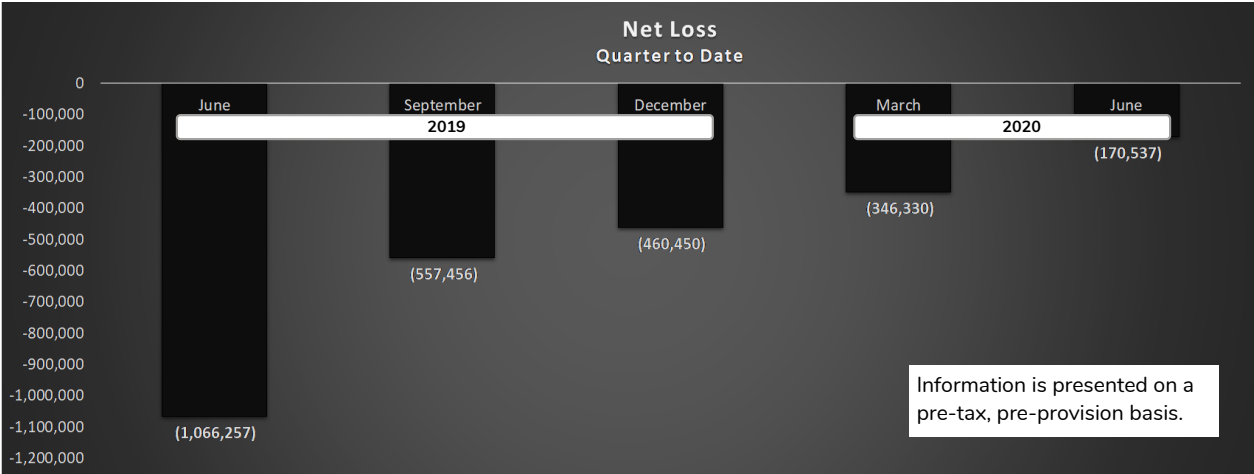 Net Loss
Quarter to Date
0
-100,000
-200,000
-300,000
-400,000
-500,000
-600,000
-700,000
-800,000
-900,000
-1,000,000
-1,100,000
-1,200,000
June
September
December
March
June
2019
2020
(1,066,257)
(557,456)
(460,450)
(346,330)
(170,537)
Information is presented on a
pre-tax, pre-provision basis.